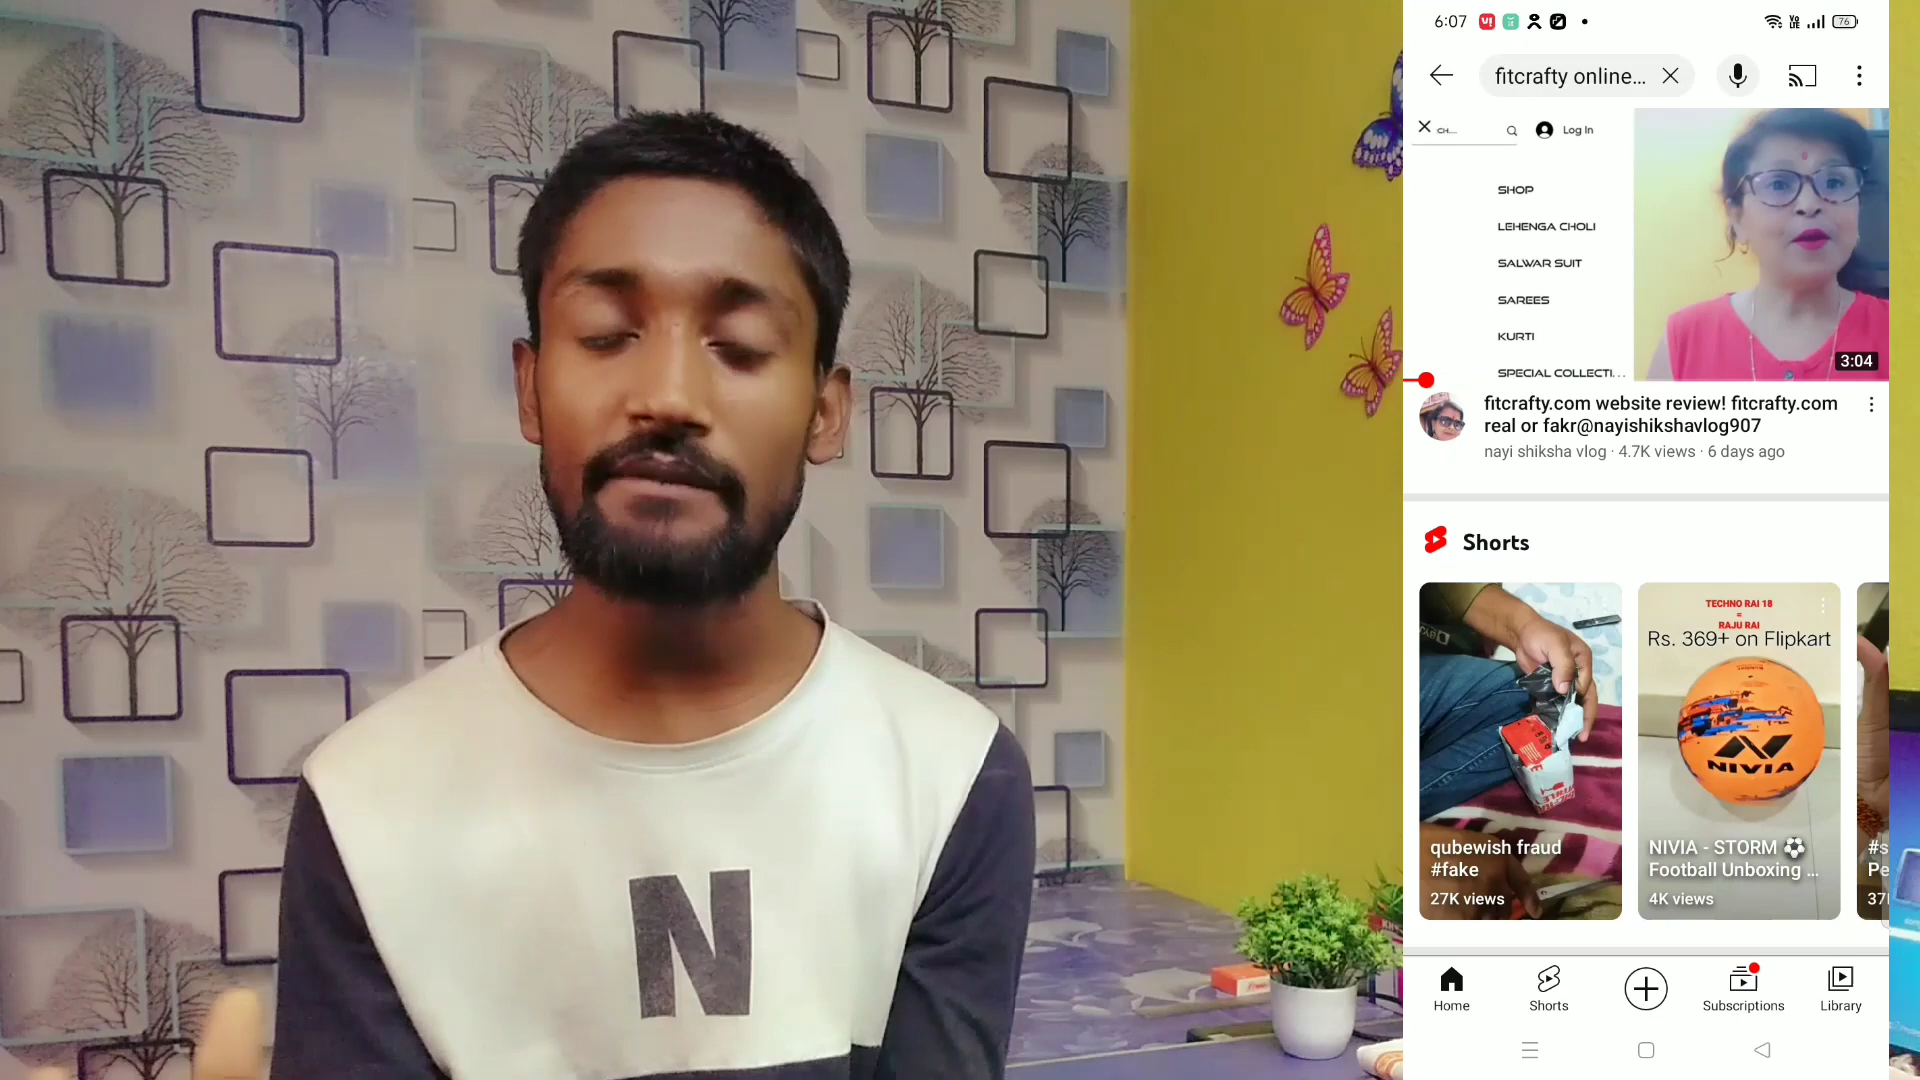 N
6:07
76
fitcrafty online...
CH....
Log In
SHOP
LEHENGA CHOLI
SALWAR SUIT
SAREES
KURTI
SPECIAL COLLECTI...
3:04
fitcrafty.com website review! fitcrafty.com
real or fakr@nayishikshavlog907
nayi shiksha vlog · 4.7K views · 6 days ago
Shorts
qubewish fraud
#fake
27K views
TECHNO RAI 18
=
RAJU RAI
Rs. 369+ on Flipkart
NIVIA
NIVIA - STORM ⚽
Football Unboxing ...
4K views
#s
Pe
Home
Shorts
Subscriptions
Library